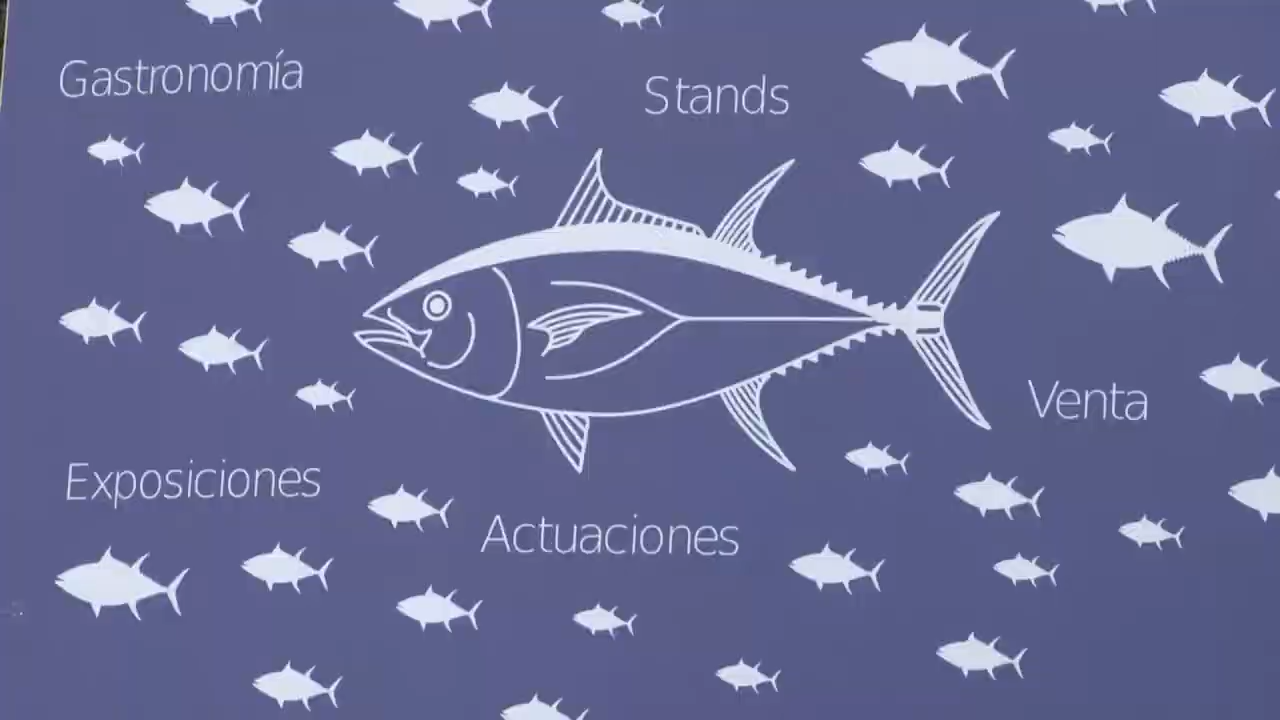 Gastronomía
Stands
Venta
Exposiciones
Actuaciones